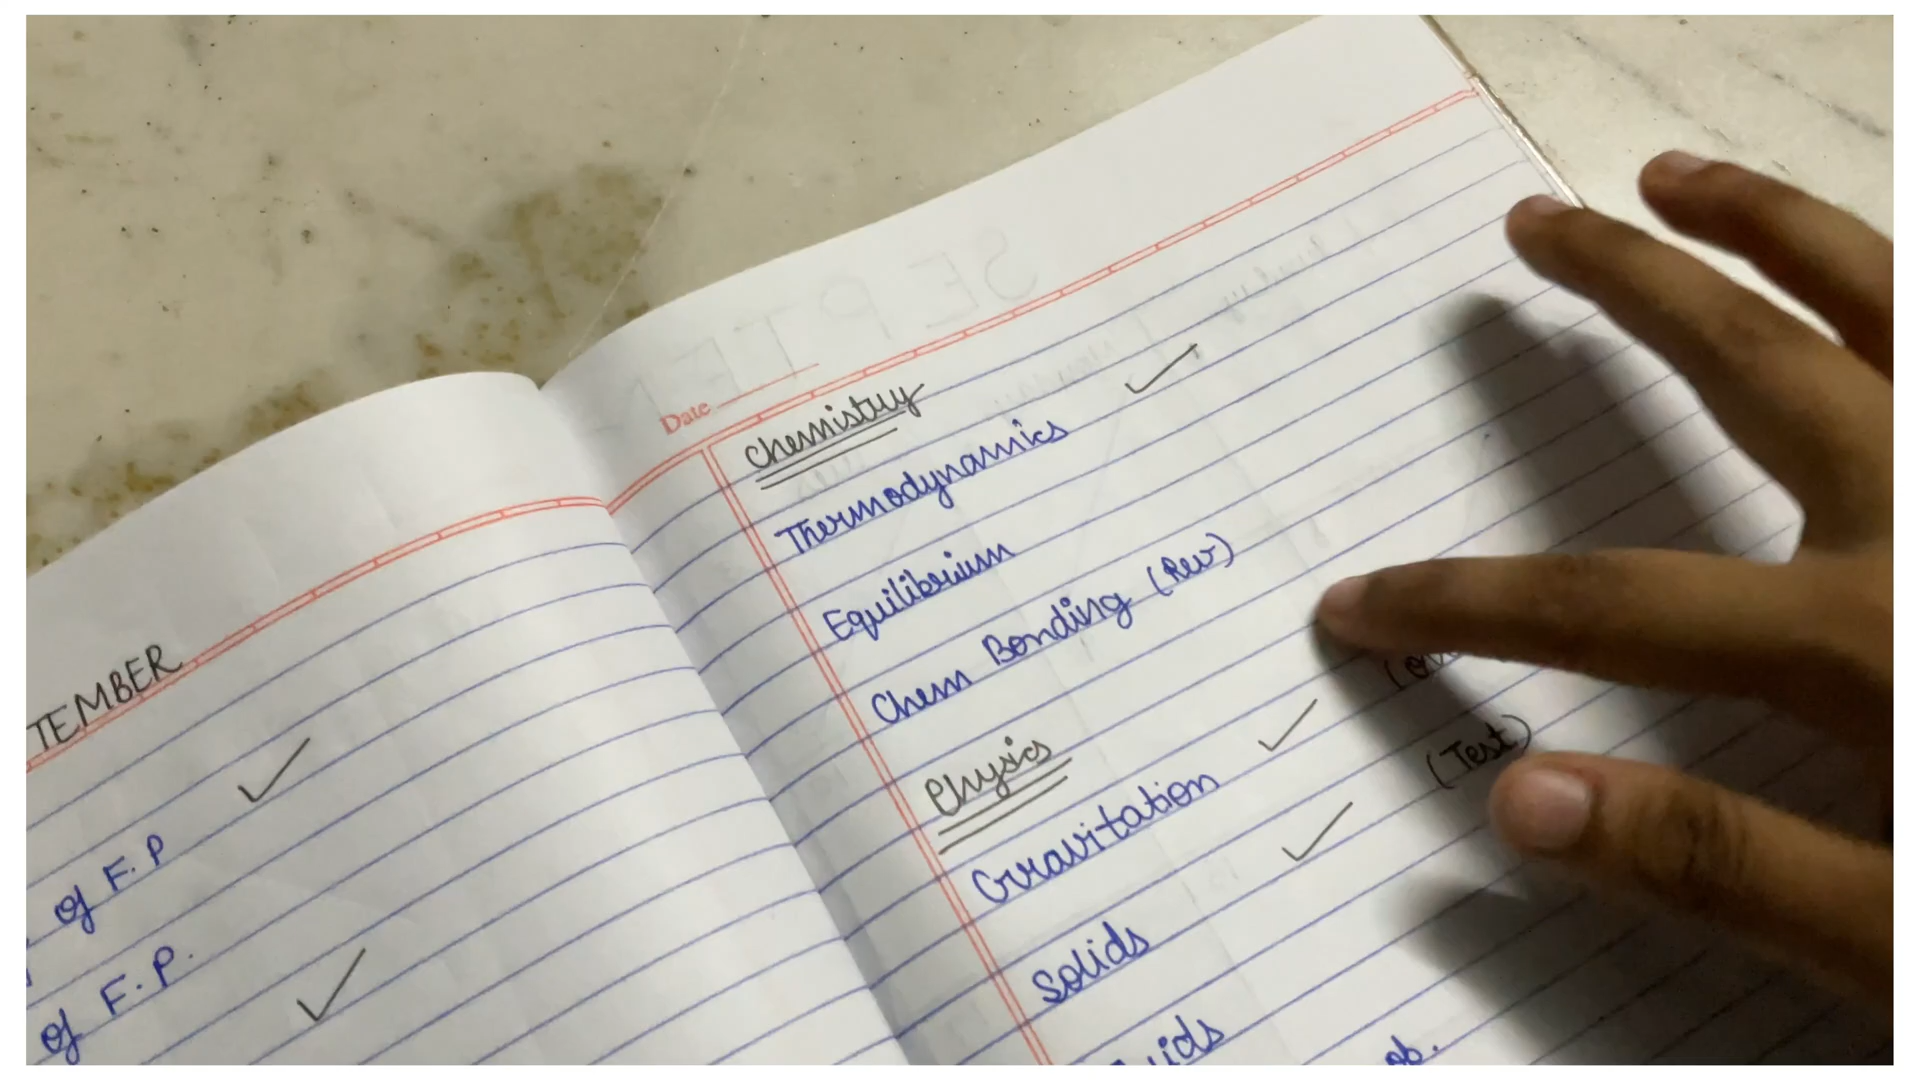 TEMBER
of F.P
of F.P.
Date
Chemistry
Thermodynamics ✓
Equilibrium
Chem Bonding (Rev)
Physics
Gravitation ✓
Solids ✓ (Test)